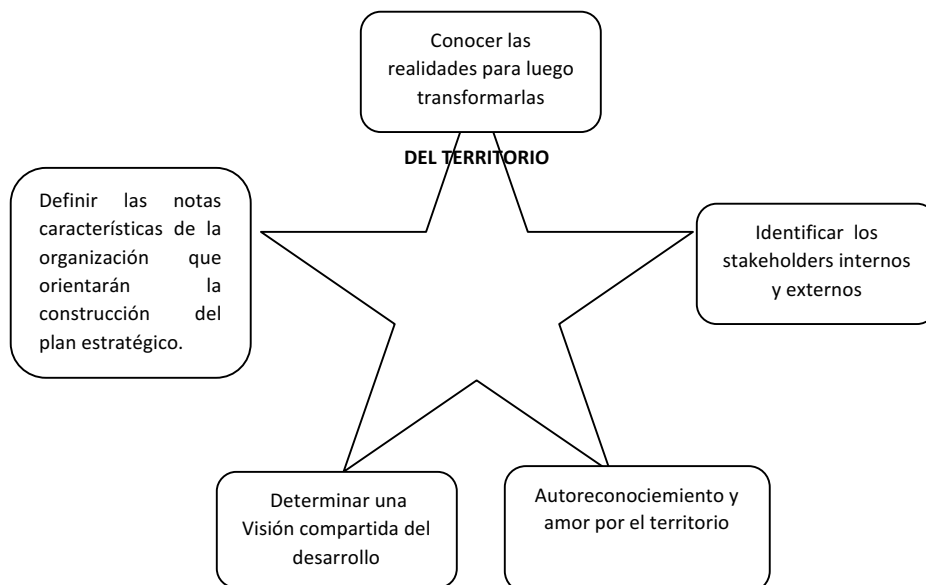 Conocer las
realidades para luego
transformarlas
DEL TERRITORIO
Definir las notas
características de la
organización que
orientarán la
construcción del
plan estratégico.
Identificar los
stakeholders internos
y externos
Determinar una
Visión compartida del
desarrollo
Autoreconociemiento y
amor por el territorio